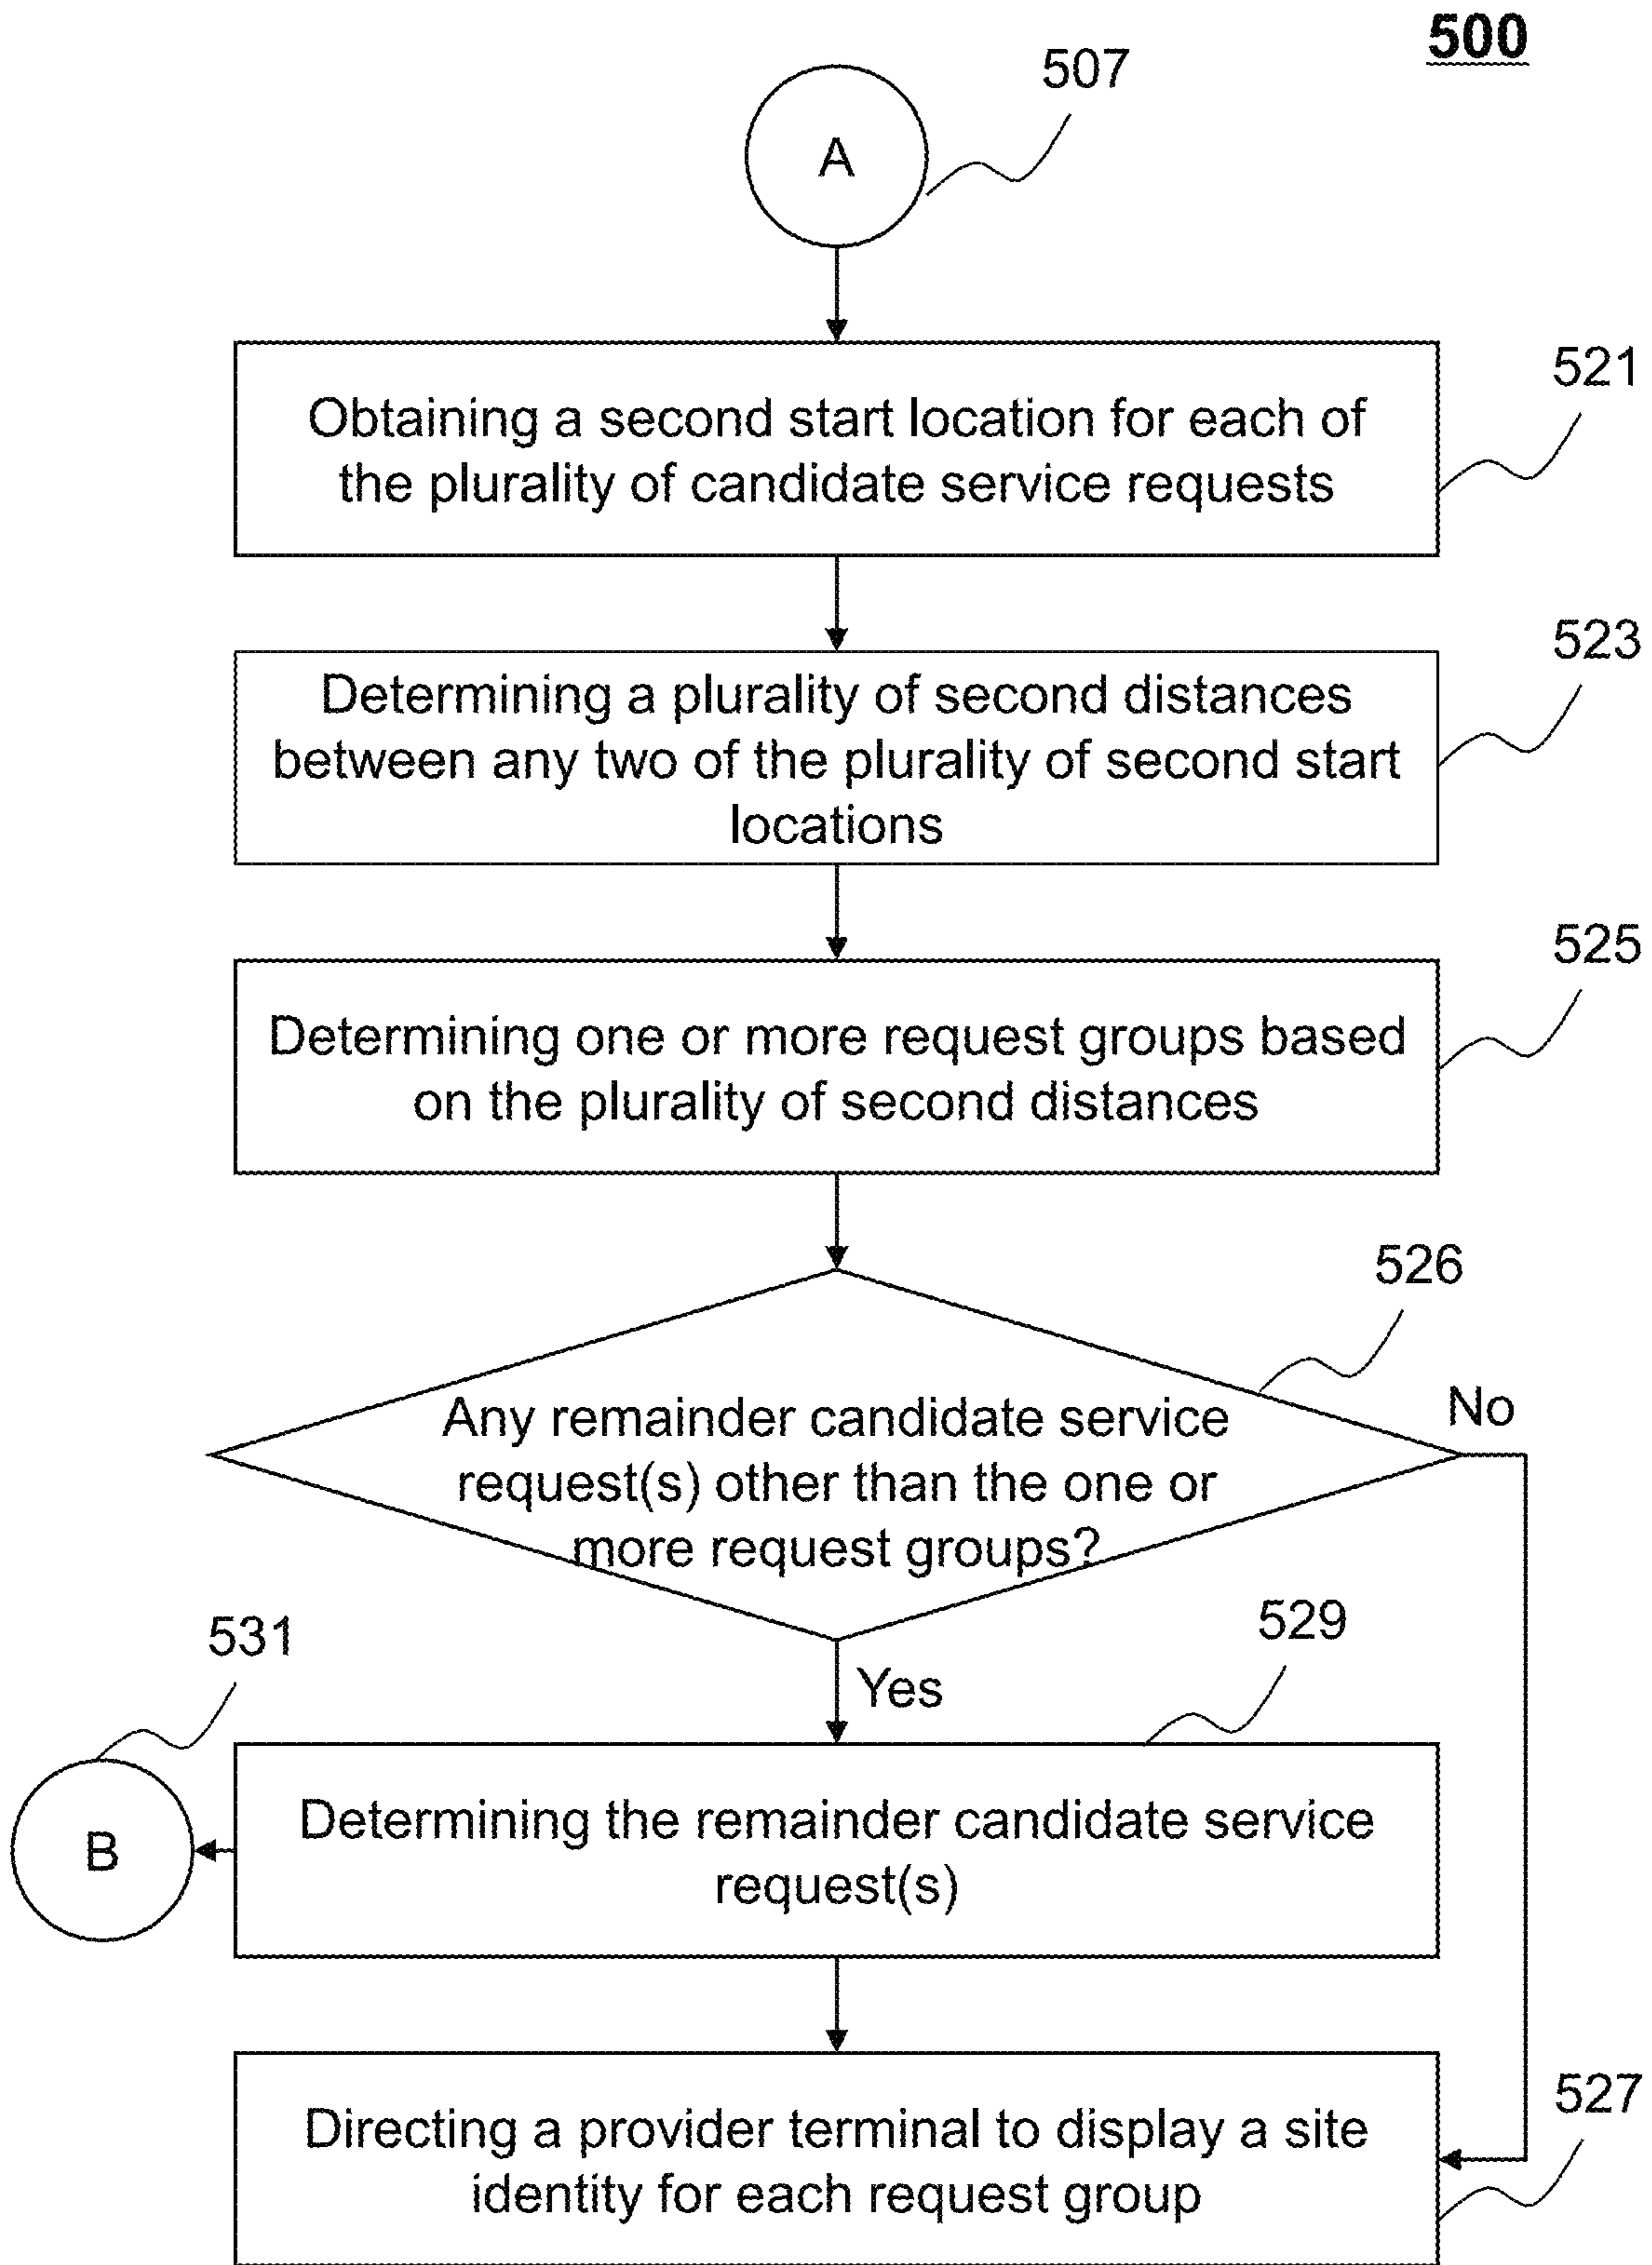 500
507
A
521
Obtaining a second start location for each of
the plurality of candidate service requests
523
Determining a plurality of second distances
between any two of the plurality of second start
locations
525
Determining one or more request groups based
on the plurality of second distances
526
No
Any remainder candidate service
request(s) other than the one or
more request groups?
531
529
Yes
B
Determining the remainder candidate service
request(s)
527
Directing a provider terminal to display a site
identity for each request group